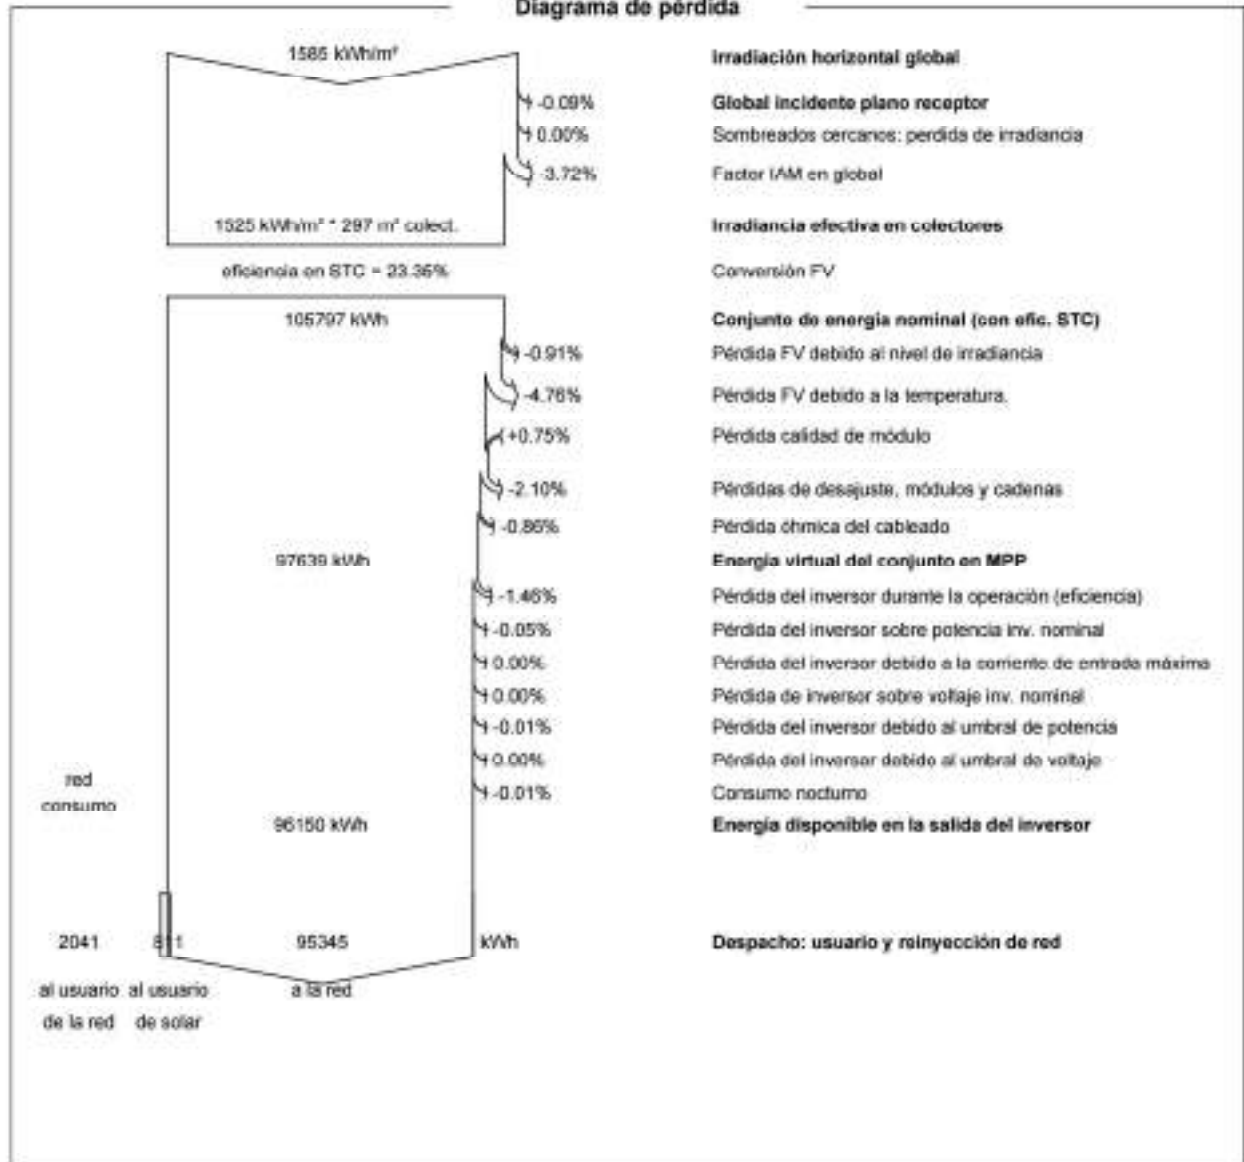 Diagrama de pérdida
1585 kWh/m² Irradiación horizontal global
-0.09% Global incidente plano receptor
0.00% Sombreados cercanos: perdida de irradiancia
-3.72% Factor IAM en global
1525 kWh/m² * 297 m² colect. Irradiancia efectiva en colectores
eficiencia en STC = 23.35% Conversión FV
105797 kWh Conjunto de energía nominal (con efic. STC)
-0.91% Pérdida FV debido al nivel de irradiancia
-4.76% Pérdida FV debido a la temperatura.
+0.75% Pérdida calidad de módulo
-2.10% Pérdidas de desajuste, módulos y cadenas
-0.86% Pérdida óhmica del cableado
97639 kWh Energía virtual del conjunto en MPP
-1.46% Pérdida del inversor durante la operación (eficiencia)
-0.05% Pérdida del inversor sobre potencia inv. nominal
0.00% Pérdida del inversor debido a la corriente de entrada máxima
0.00% Pérdida de inversor sobre voltaje inv. nominal
-0.01% Pérdida del inversor debido al umbral de potencia
0.00% Pérdida del inversor debido al umbral de voltaje
red
consumo
-0.01% Consumo nocturno
96150 kWh Energía disponible en la salida del inversor
2041 811 95345 kWh Despacho: usuario y reinyección de red
al usuario al usuario a la red
de la red de solar